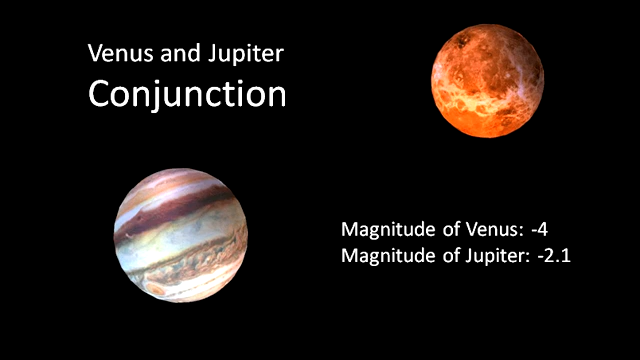 Venus and Jupiter
Conjunction
Magnitude of Venus: -4
Magnitude of Jupiter: -2.1